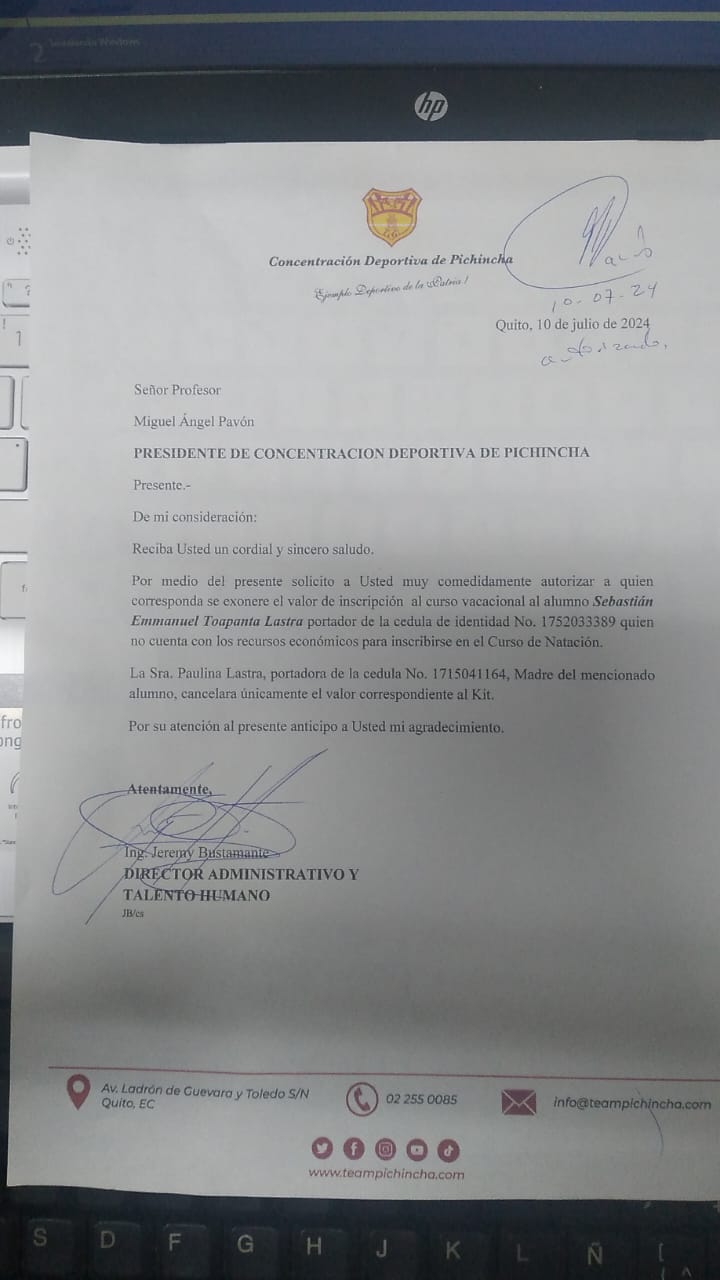 2 Instalando Windows
hp
Concentración Deportiva de Pichincha
Ejemplo Deportivo de la Patria!
10-07-24
Quito, 10 de julio de 2024
autorizado,
Señor Profesor
Miguel Ángel Pavón
PRESIDENTE DE CONCENTRACION DEPORTIVA DE PICHINCHA
Presente.-
De mi consideración:
Reciba Usted un cordial y sincero saludo.
Por medio del presente solicito a Usted muy comedidamente autorizar a quien
corresponda se exonere el valor de inscripción al curso vacacional al alumno Sebastián
Emmanuel Toapanta Lastra portador de la cedula de identidad No. 1752033389 quien
no cuenta con los recursos económicos para inscribirse en el Curso de Natación.
La Sra. Paulina Lastra, portadora de la cedula No. 1715041164, Madre del mencionado
alumno, cancelara únicamente el valor correspondiente al Kit.
Por su atención al presente anticipo a Usted mi agradecimiento.
Atentamente,
Ing. Jeremy Bustamante
DIRECTOR ADMINISTRATIVO Y
TALENTO HUMANO
JB/cs
Av. Ladrón de Guevara y Toledo S/N
Quito, EC
02 255 0085
info@teampichincha.com
www.teampichincha.com
S D F G H J K L Ñ [